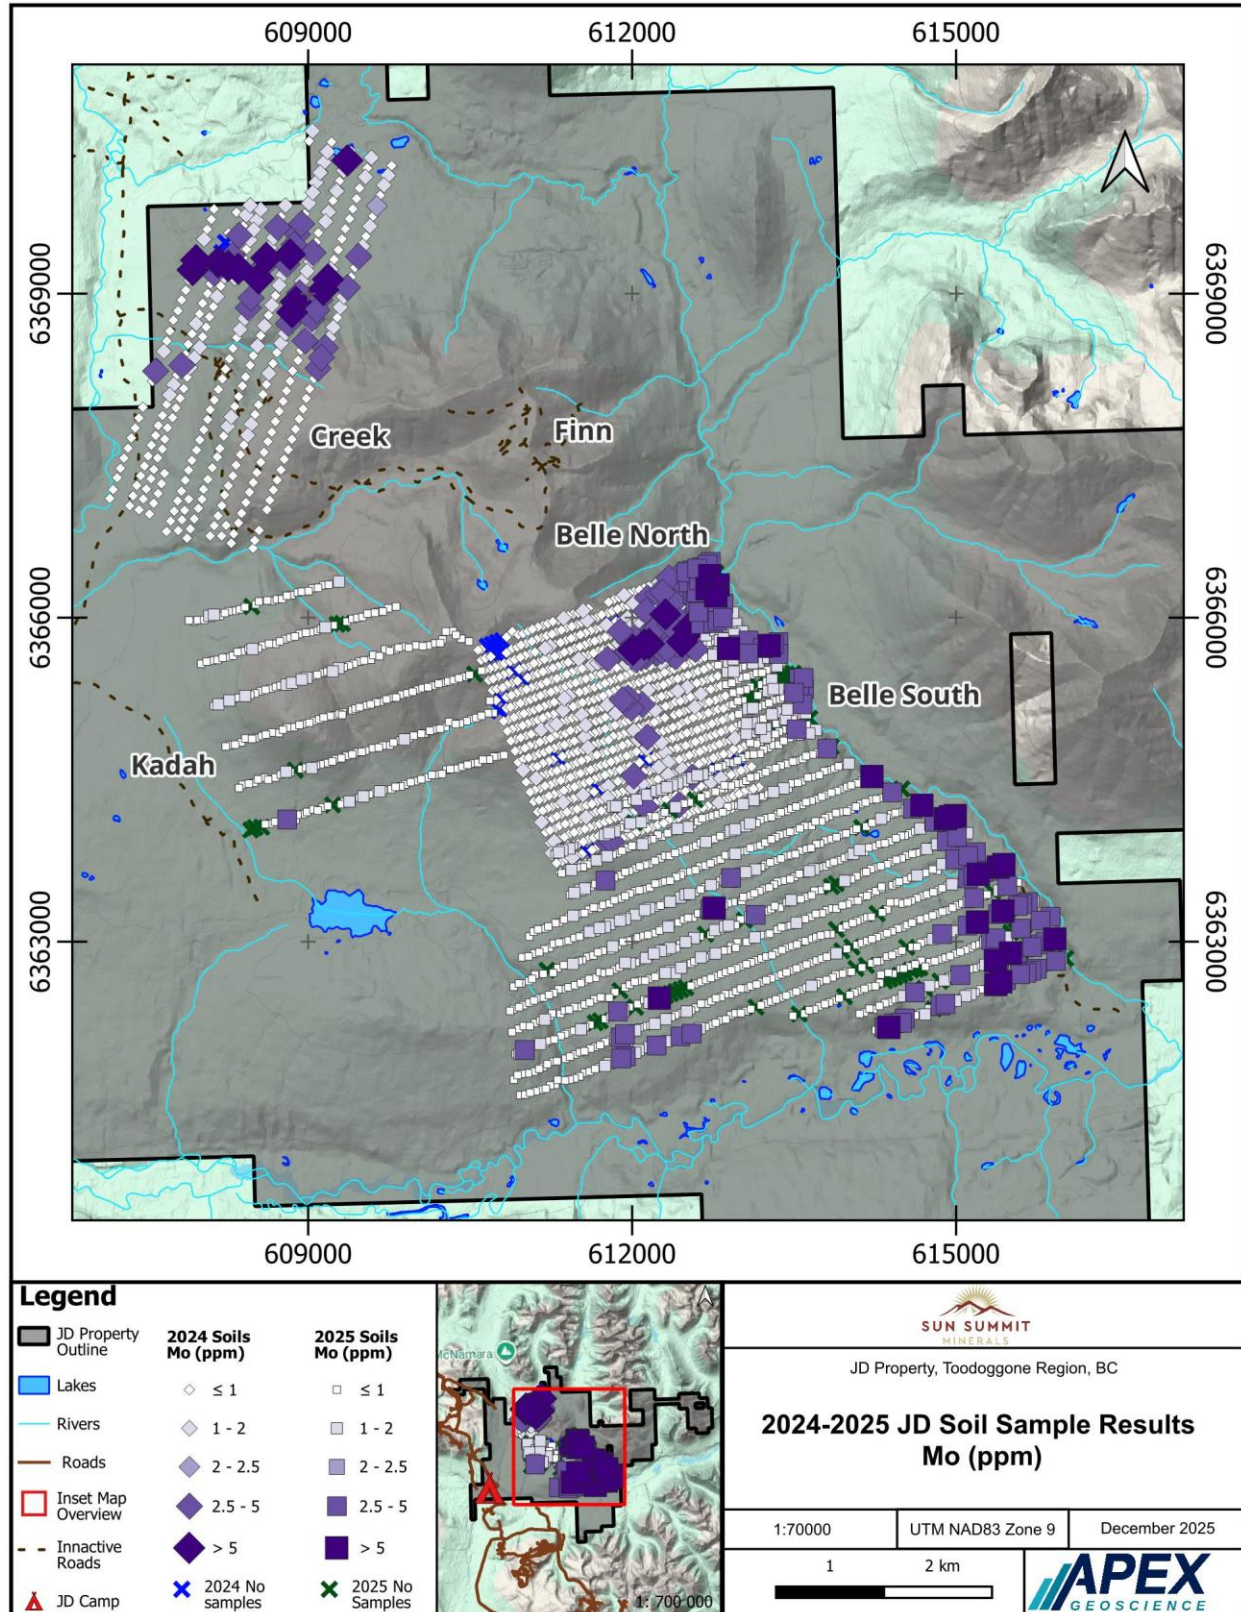 609000
612000
615000
6369000
6369000
Creek
Finn
Belle North
6366000
6366000
Belle South
Kadah
6363000
6363000
609000
612000
615000
Legend
JD Property
Outline
Lakes
Rivers
Roads
Inset Map
Overview
Innactive
Roads
JD Camp
2024 Soils
Mo (ppm)
≤ 1
1 - 2
2 - 2.5
2.5 - 5
> 5
2024 No
samples
2025 Soils
Mo (ppm)
≤ 1
1 - 2
2 - 2.5
2.5 - 5
> 5
2025 No
Samples
McNamara
1: 700 000
SUN SUMMIT
MINERALS
JD Property, Toodoggone Region, BC
2024-2025 JD Soil Sample Results
Mo (ppm)
1:70000
UTM NAD83 Zone 9
December 2025
1
2 km
APEX
GEOSCIENCE